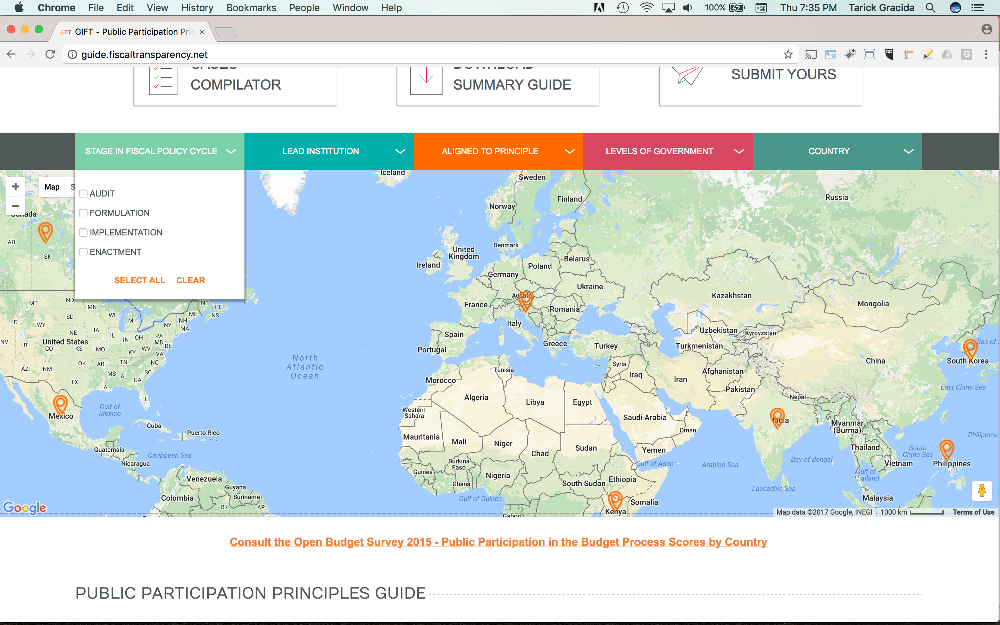 Chrome File Edit View History Bookmarks People Window Help 100% Thu 7:35 PM Tarick Gracida
GIFT GIFT - Public Participation Prin
guide.fiscaltransparency.net
G
CASES
COMPILATOR
DOWNLOAD
SUMMARY GUIDE
SUBMIT YOURS
STAGE IN FISCAL POLICY CYCLE
LEAD INSTITUTION
ALIGNED TO PRINCIPLE
LEVELS OF GOVERNMENT
COUNTRY
+
Map S
−
AUDIT
FORMULATION
IMPLEMENTATION
ENACTMENT
SELECT ALL CLEAR
Canada
AB
SK
MT
ND
MN
NB
PE
NS
ME
WI
SD
MI
NH
ID
WY
NY
MA
NE
IA
IL
IN
OH
PA
MD
DE
NV
UT
United States
CO
KS
MO
KY
WV
VA
AZ
NM
OK
AR
TN
NC
MS
AL
SC
GA
TX
LA
FL
Mexico
Gulf of
Mexico
Cuba
Puerto Rico
Guatemala
Caribbean Sea
Nicaragua
Venezuela
Guyana
Colombia
Suriname
RR
AP
North
Atlantic
Ocean
Iceland
Sweden
Finland
Norway
Russia
Denmark
United
Kingdom
Ireland
Belarus
Poland
Germany
Ukraine
Austria
France
Romania
Kazakhstan
Mongolia
Italy
Spain
Uzbekistan
Kyrgyzstan
Portugal
Greece
Turkey
Turkmenistan
Sea of
China
South Korea
Tunisia
Syria
Morocco
Iraq
Iran
Afghanistan
Pakistan
East China Sea
Algeria
Libya
Egypt
Nepal
Western
Sahara
Saudi Arabia
India
Myanmar
(Burma)
Oman
Mauritania
Mali
Niger
Chad
Sudan
Yemen
Philippine
Thailand
South
China Sea
Burkina
Faso
Gulf of Aden
Arabian Sea
Bay of Bengal
Vietnam
Philippines
Guinea
Nigeria
Gulf of
Thailand
Ghana
South Sudan
Ethiopia
Laccadive Sea
Gulf of Guinea
Somalia
Malaysia
Kenya
Gabon
Google
Map data ©2017 Google, INEGI 1000 km Terms of Use
Consult the Open Budget Survey 2015 - Public Participation in the Budget Process Scores by Country
PUBLIC PARTICIPATION PRINCIPLES GUIDE